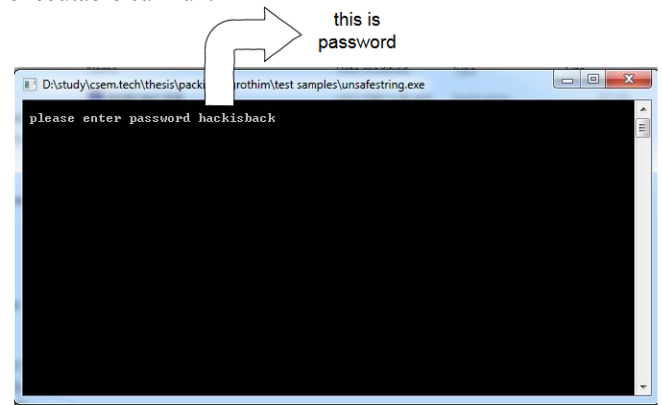 this is
password
D:\study\csem.tech\thesis\packi rothim\test samples\unsafestring.exe
please enter password hackisback